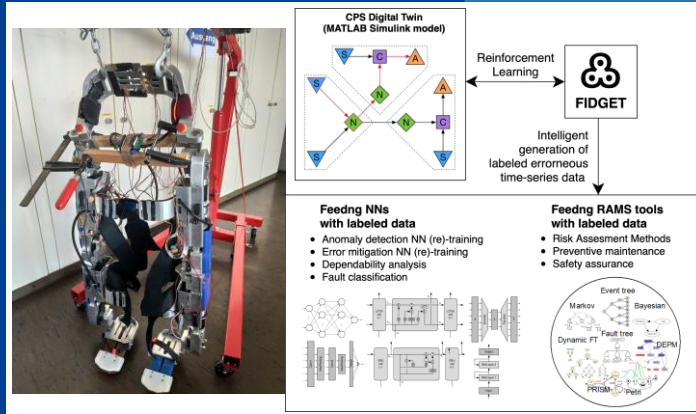 Ausgang
CPS Digital Twin
(MATLAB Simulink model)
S
C
A
S
N
A
N
N
C
S
S
Reinforcement
Learning
FIDGET
Intelligent
generation of
labeled errorneous
time-series data
Feedng NNs
with labeled data
• Anomaly detection NN (re)-training
• Error mitigation NN (re)-training
• Dependability analysis
• Fault classification
Feedng RAMS tools
with labeled data
• Risk Assesment Methods
• Preventive maintenance
• Safety assurance
Event tree
Markov
Bayesian
Fault tree
Dynamic FT
DEPM
PRISM
Petri